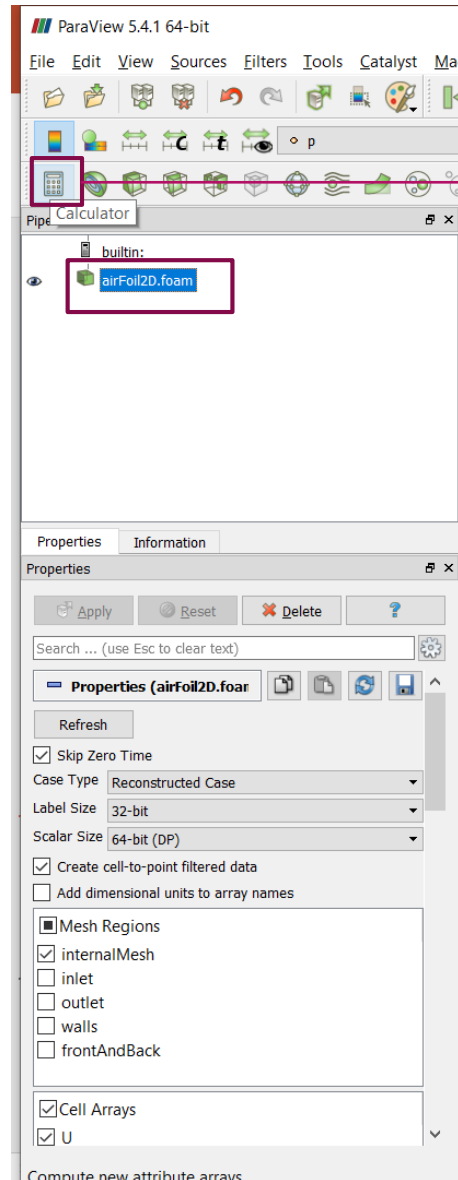 ParaView 5.4.1 64-bit
File Edit View Sources Filters Tools Catalyst Ma
p
Calculator
Pipe
builtin:
airFoil2D.foam
Properties Information
Properties
Apply Reset Delete ?
Search ... (use Esc to clear text)
Properties (airFoil2D.foar
Refresh
Skip Zero Time
Case Type Reconstructed Case
Label Size 32-bit
Scalar Size 64-bit (DP)
Create cell-to-point filtered data
Add dimensional units to array names
Mesh Regions
internalMesh
inlet
outlet
walls
frontAndBack
Cell Arrays
U
Compute new attribute arrays